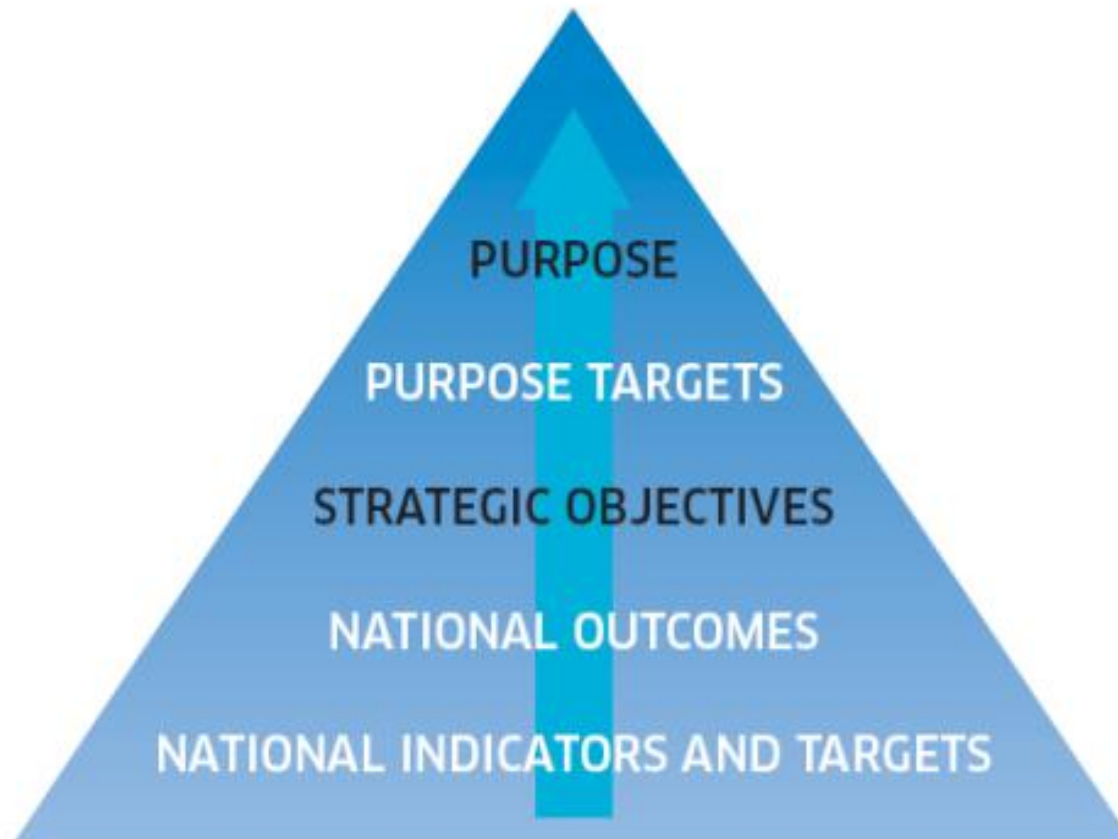 PURPOSE
PURPOSE TARGETS
STRATEGIC OBJECTIVES
NATIONAL OUTCOMES
NATIONAL INDICATORS AND TARGETS